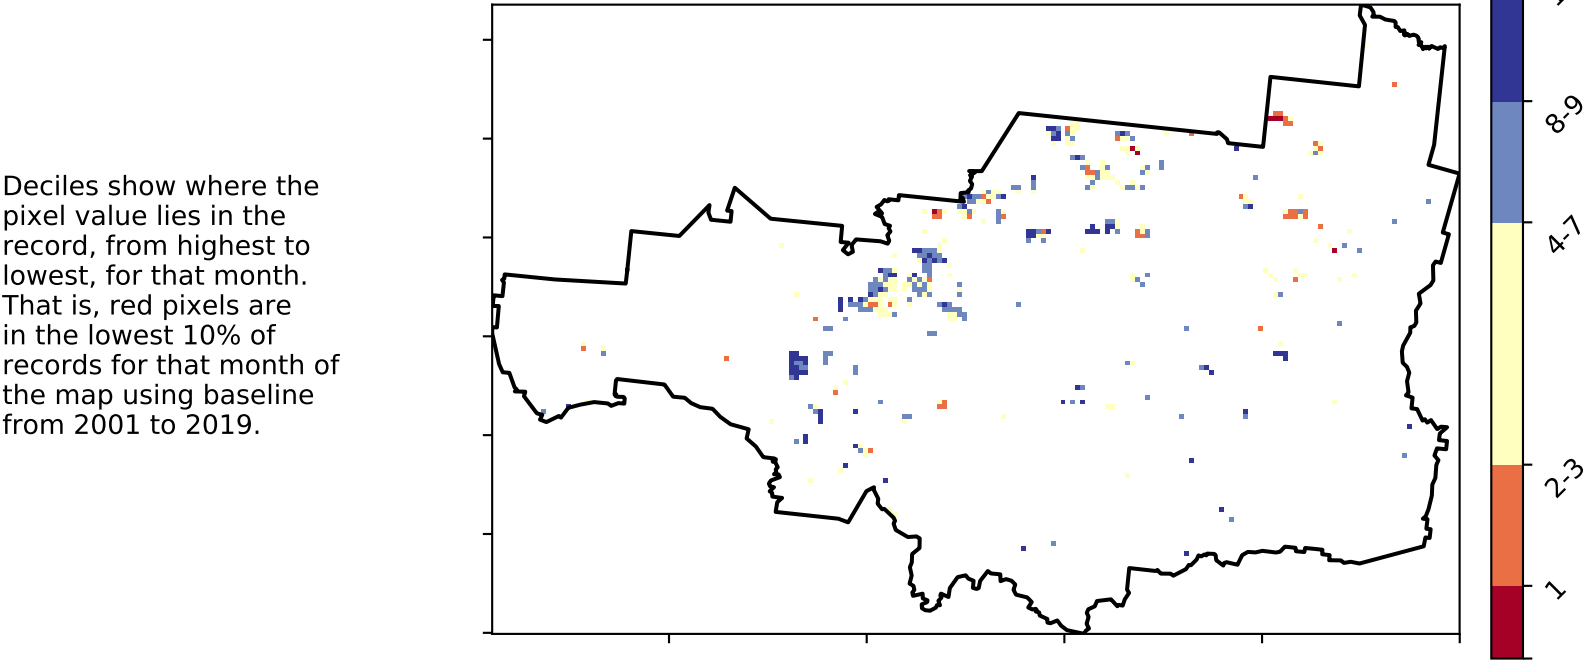 Deciles show where the
pixel value lies in the
record, from highest to
lowest, for that month.
That is, red pixels are
in the lowest 10% of
records for that month of
the map using baseline
from 2001 to 2019.
8-9
4-7
2-3
1